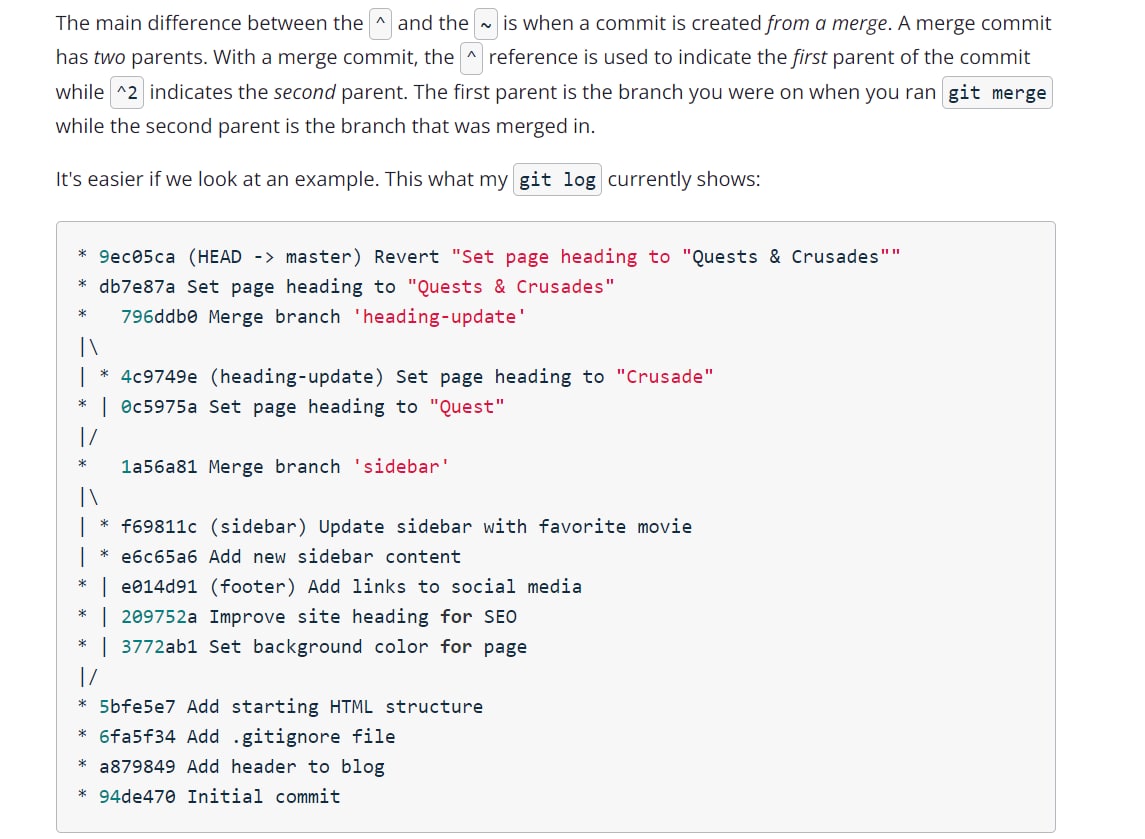 The main difference between the ^ and the ~ is when a commit is created from a merge. A merge commit
has two parents. With a merge commit, the ^ reference is used to indicate the first parent of the commit
while ^2 indicates the second parent. The first parent is the branch you were on when you ran git merge
while the second parent is the branch that was merged in.
It's easier if we look at an example. This what my git log currently shows:
* 9ec05ca (HEAD -> master) Revert "Set page heading to "Quests & Crusades""
* db7e87a Set page heading to "Quests & Crusades"
*   796ddb0 Merge branch 'heading-update'
|\
| * 4c9749e (heading-update) Set page heading to "Crusade"
* | 0c5975a Set page heading to "Quest"
|/
*   1a56a81 Merge branch 'sidebar'
|\
| * f69811c (sidebar) Update sidebar with favorite movie
| * e6c65a6 Add new sidebar content
* | e014d91 (footer) Add links to social media
* | 209752a Improve site heading for SEO
* | 3772ab1 Set background color for page
|/
* 5bfe5e7 Add starting HTML structure
* 6fa5f34 Add .gitignore file
* a879849 Add header to blog
* 94de470 Initial commit